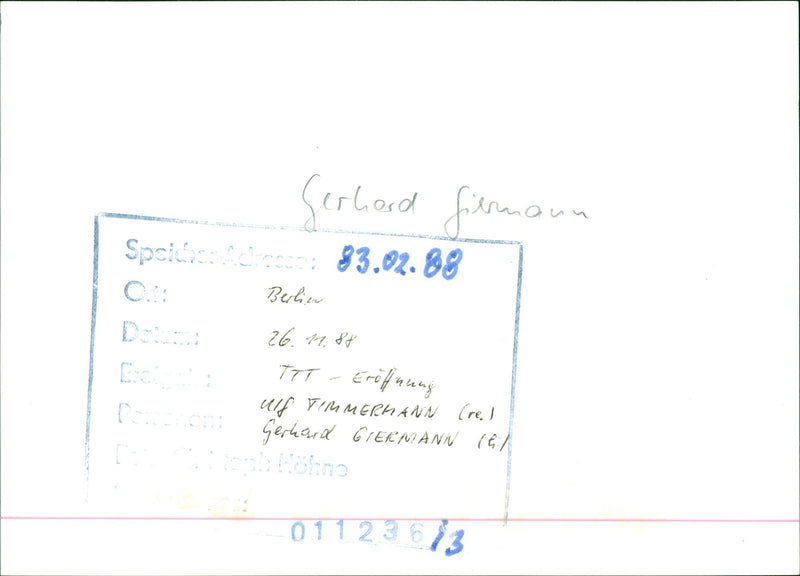 Gerhard Giermann
Speicher-Adresse: 83.02.88
Ort: Berlin
Datum: 26.11.88
Ereignis: TTT - Eröffnung
Personen: Ulf TIMMERMANN (re.)
Gerhard GIERMANN (li.)
Foto: Christoph Höhne
011236/3